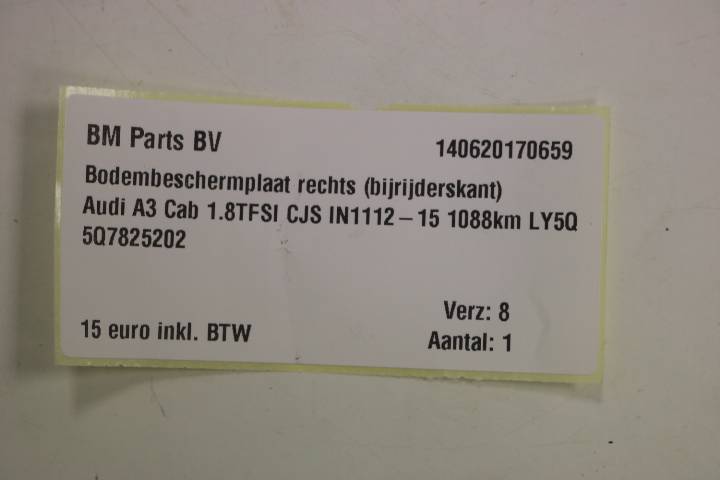 BM Parts BV 140620170659
Bodembeschermplaat rechts (bijrijderskant)
Audi A3 Cab 1.8TFSI CJS IN1112 – 15 1088km LY5Q
5Q7825202
Verz: 8
15 euro inkl. BTW
Aantal: 1